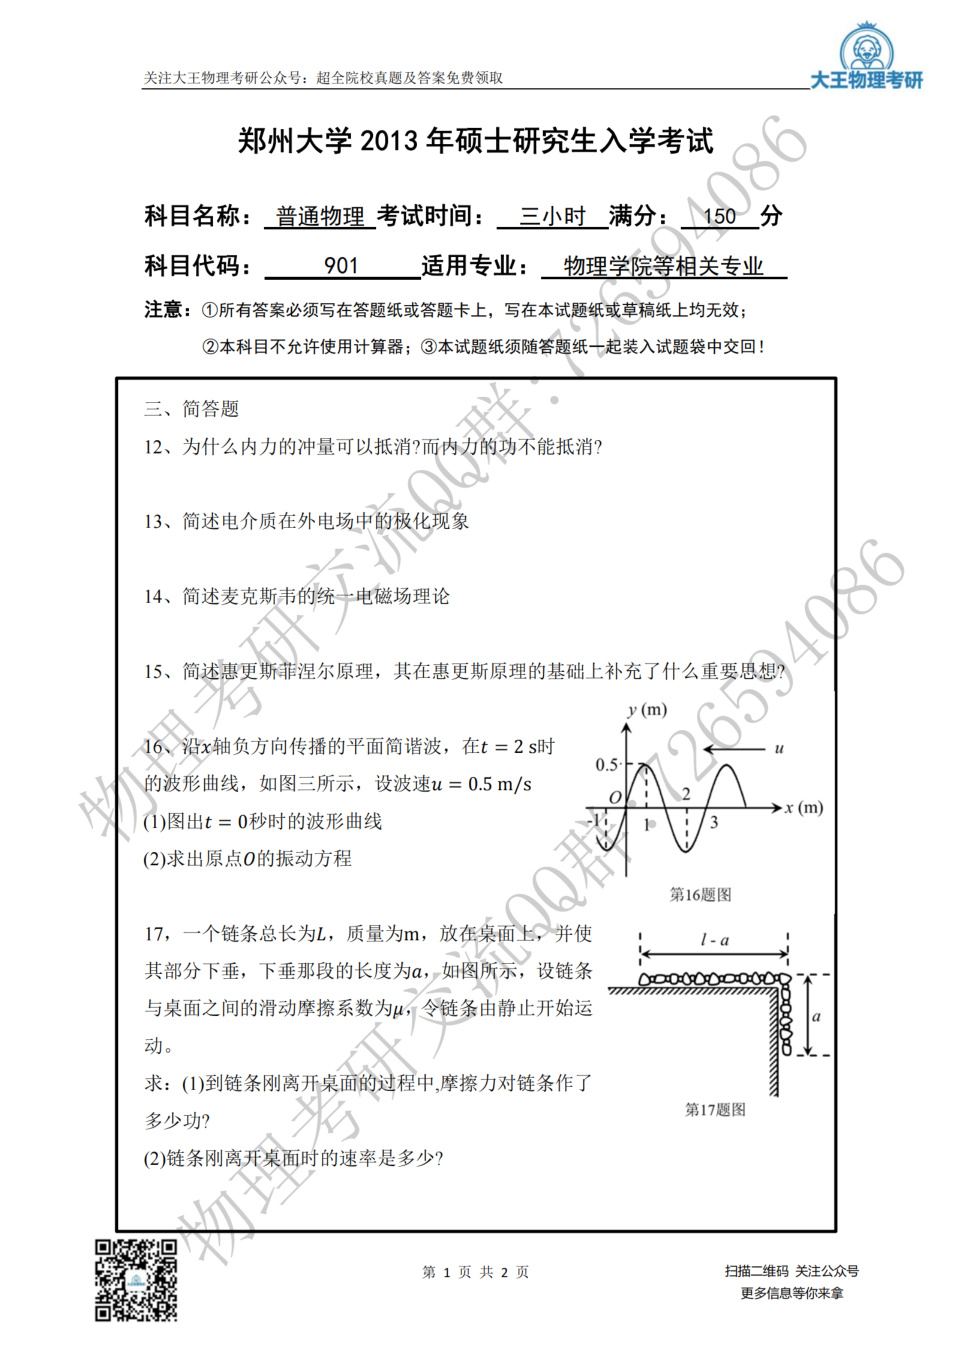 关注大王物理考研公众号：超全院校真题及答案免费领取
大王物理考研
郑州大学 2013 年硕士研究生入学考试
科目名称： 普通物理 考试时间： 三小时 满分： 150 分
科目代码： 901 适用专业： 物理学院等相关专业
注意：①所有答案必须写在答题纸或答题卡上，写在本试题纸或草稿纸上均无效；
②本科目不允许使用计算器；③本试题纸须随答题纸一起装入试题袋中交回！
三、简答题
12、为什么内力的冲量可以抵消?而内力的功不能抵消?
13、简述电介质在外电场中的极化现象
14、简述麦克斯韦的统一电磁场理论
15、简述惠更斯菲涅尔原理，其在惠更斯原理的基础上补充了什么重要思想?
16、沿x轴负方向传播的平面简谐波，在t = 2 s时
的波形曲线，如图三所示，设波速u = 0.5 m/s
(1)图出t = 0秒时的波形曲线
(2)求出原点O的振动方程
y (m)
u
0.5
O
2
x (m)
-1
1
3
第16题图
17，一个链条总长为L，质量为m，放在桌面上，并使
其部分下垂，下垂那段的长度为a，如图所示，设链条
与桌面之间的滑动摩擦系数为μ，令链条由静止开始运
动。
求：(1)到链条刚离开桌面的过程中,摩擦力对链条作了
多少功?
(2)链条刚离开桌面时的速率是多少?
l - a
a
第17题图
物理考研交流QQ群:726594086
物理考研交流QQ群:726594086
大王物理考研
第 1 页 共 2 页
扫描二维码 关注公众号
更多信息等你来拿